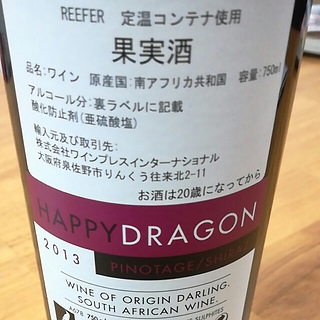 REEFER 定温コンテナ使用
果実酒
品名:ワイン 原産国:南アフリカ共和国 容量:750ml
アルコール分:裏ラベルに記載
酸化防止剤(亜硫酸塩)
輸入元及び取引先:
株式会社ワインプレスインターナショナル
大阪府泉佐野市りんくう往来北2-11
お酒は20歳になってから
HAPPYDRAGON
2013
PINOTAGE/SHIRAZ
WINE OF ORIGIN DARLING.
SOUTH AFRICAN WINE.
A678 750 SULPHITES